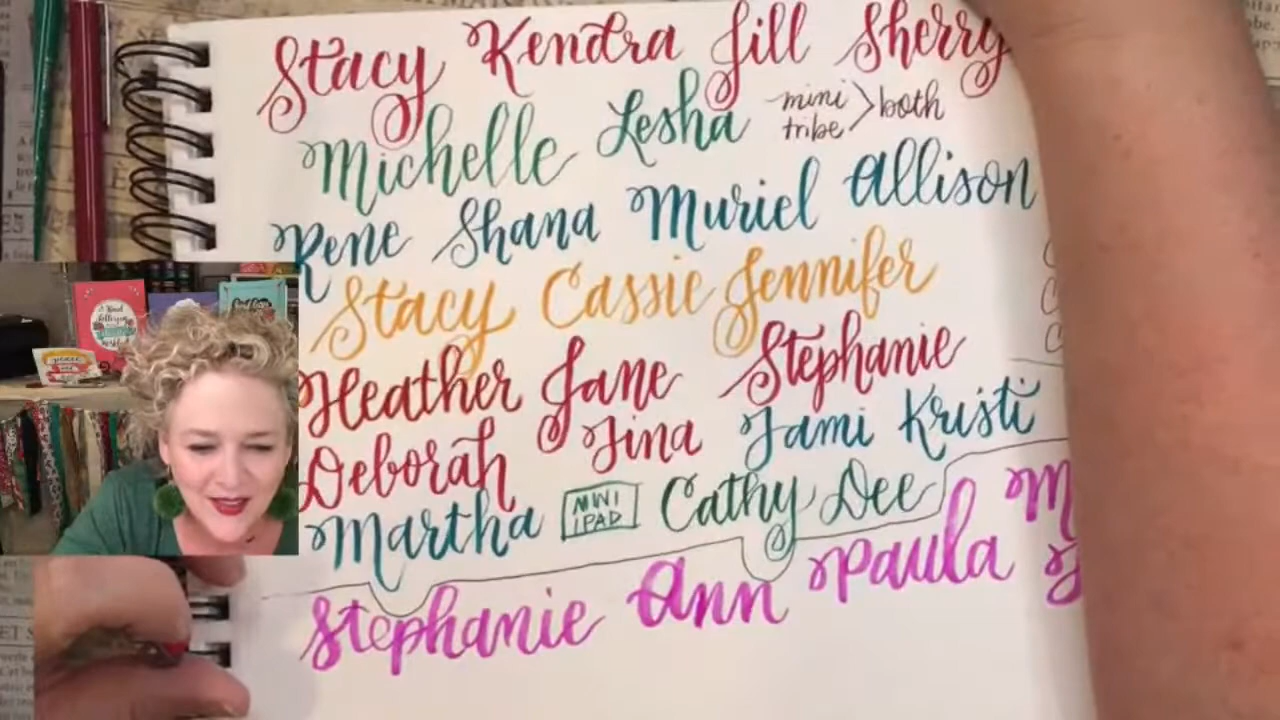 Stacy Kendra Jill Sherry
Michelle Lesha mini tribe > both
Rene Shana Muriel Allison
Stacy Cassie Jennifer
Heather Jane Stephanie
Deborah Tina Jami Kristi
Martha MINI IPAD Cathy Dee
Stephanie Ann Paula